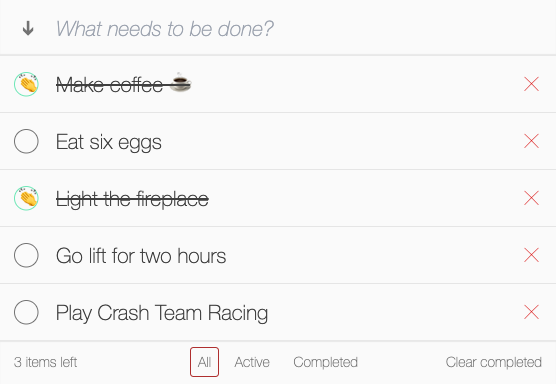 What needs to be done?
Make coffee ☕
Eat six eggs
Light the fireplace
Go lift for two hours
Play Crash Team Racing
3 items left All Active Completed Clear completed